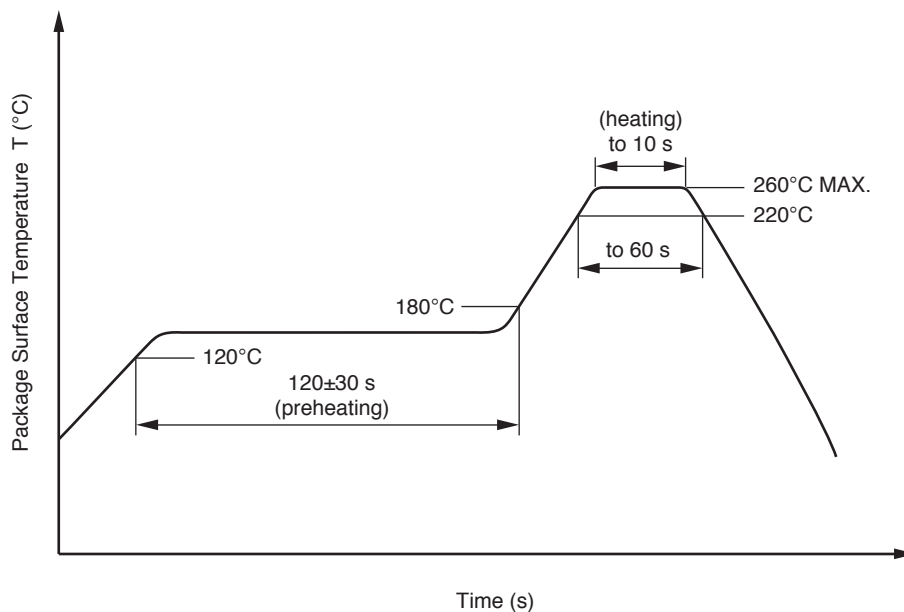 Package Surface Temperature T (°C)
(heating)
to 10 s
260°C MAX.
220°C
to 60 s
180°C
120°C
120±30 s
(preheating)
Time (s)